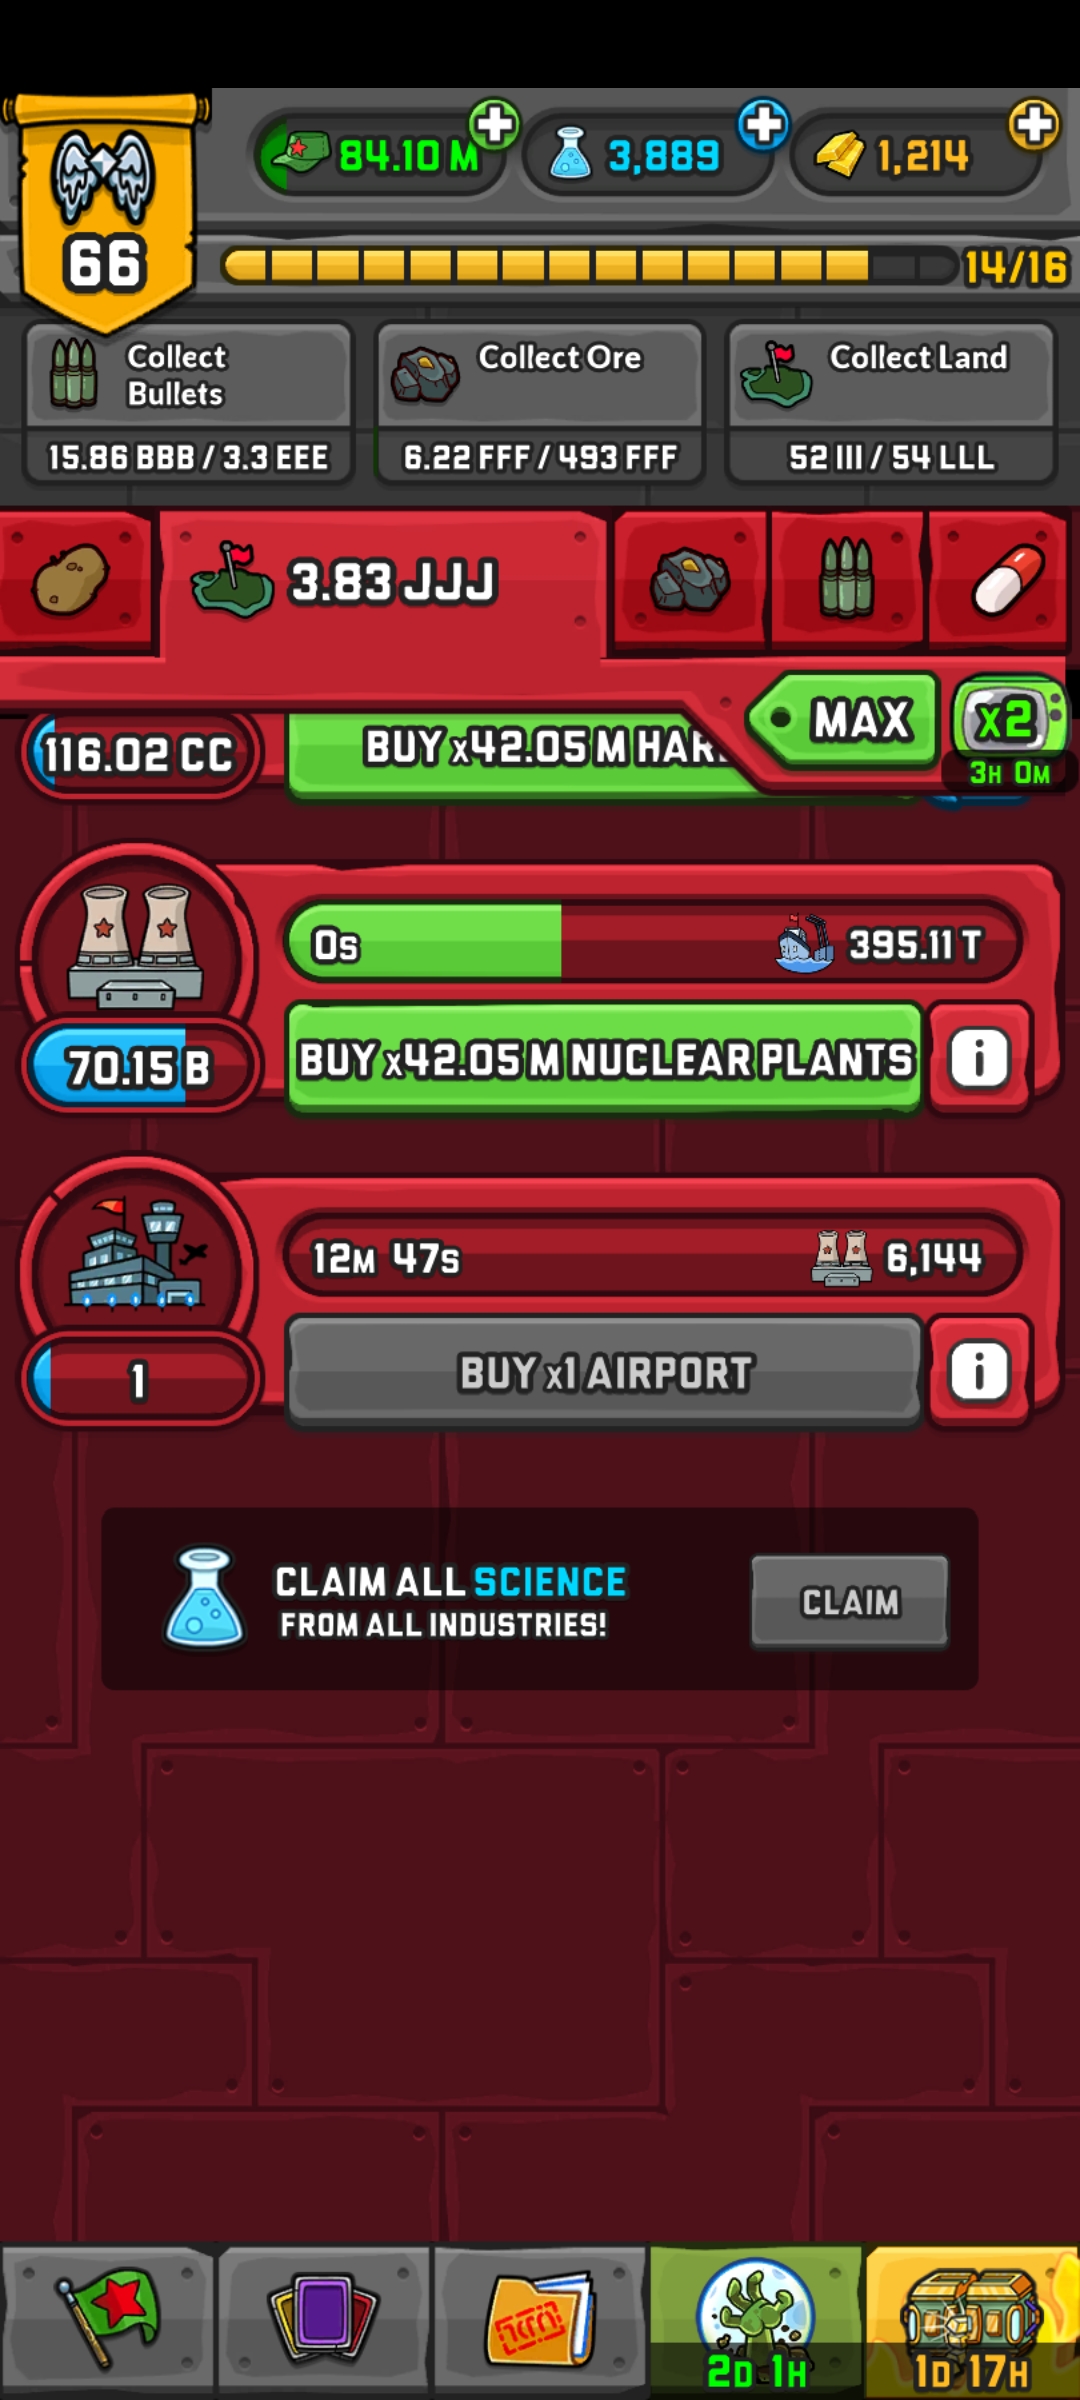 84.10 M
3,889
1,214
66
14/16
Collect
Bullets
15.86 BBB / 3.3 EEE
Collect Ore
6.22 FFF / 493 FFF
Collect Land
52 III / 54 LLL
3.83 JJJ
MAX
x2
3H 0M
116.02 CC
BUY x42.05 M HAR
0s
395.11 T
70.15 B
BUY x42.05 M NUCLEAR PLANTS
i
12M 47s
6,144
1
BUY x1 AIRPORT
i
CLAIM ALL SCIENCE
FROM ALL INDUSTRIES!
CLAIM
2D 1H
1D 17H